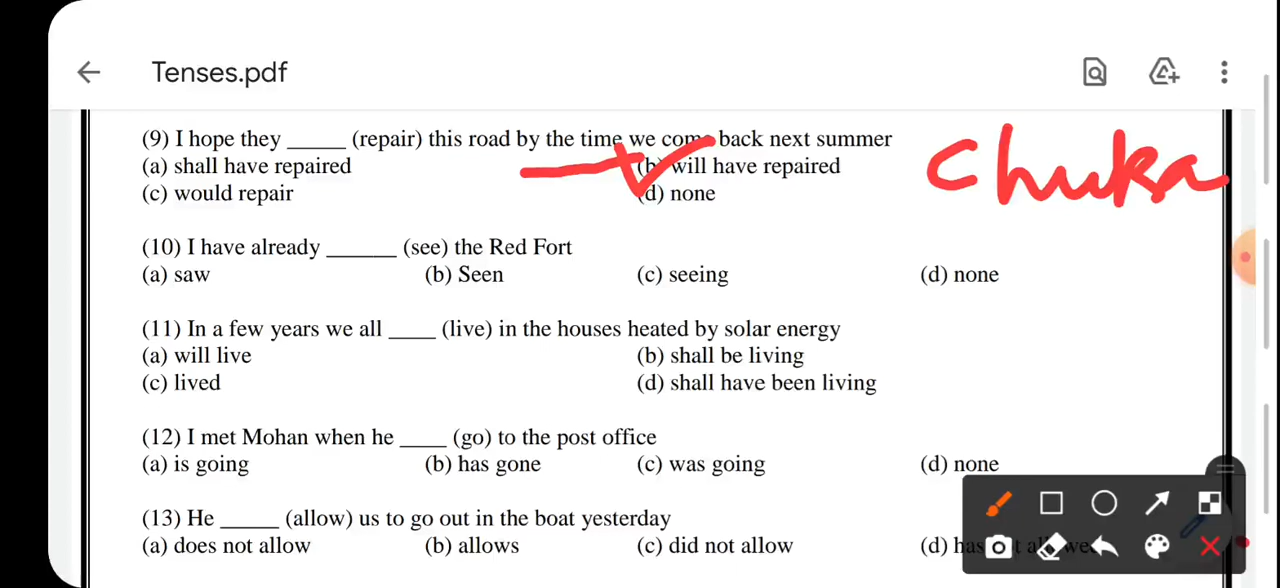 Tenses.pdf
(9) I hope they _____ (repair) this road by the time we come back next summer
(a) shall have repaired (b) will have repaired
(c) would repair (d) none
chuka
(10) I have already ______ (see) the Red Fort
(a) saw (b) Seen (c) seeing (d) none
(11) In a few years we all ____ (live) in the houses heated by solar energy
(a) will live (b) shall be living
(c) lived (d) shall have been living
(12) I met Mohan when he ____ (go) to the post office
(a) is going (b) has gone (c) was going (d) none
(13) He _____ (allow) us to go out in the boat yesterday
(a) does not allow (b) allows (c) did not allow (d)